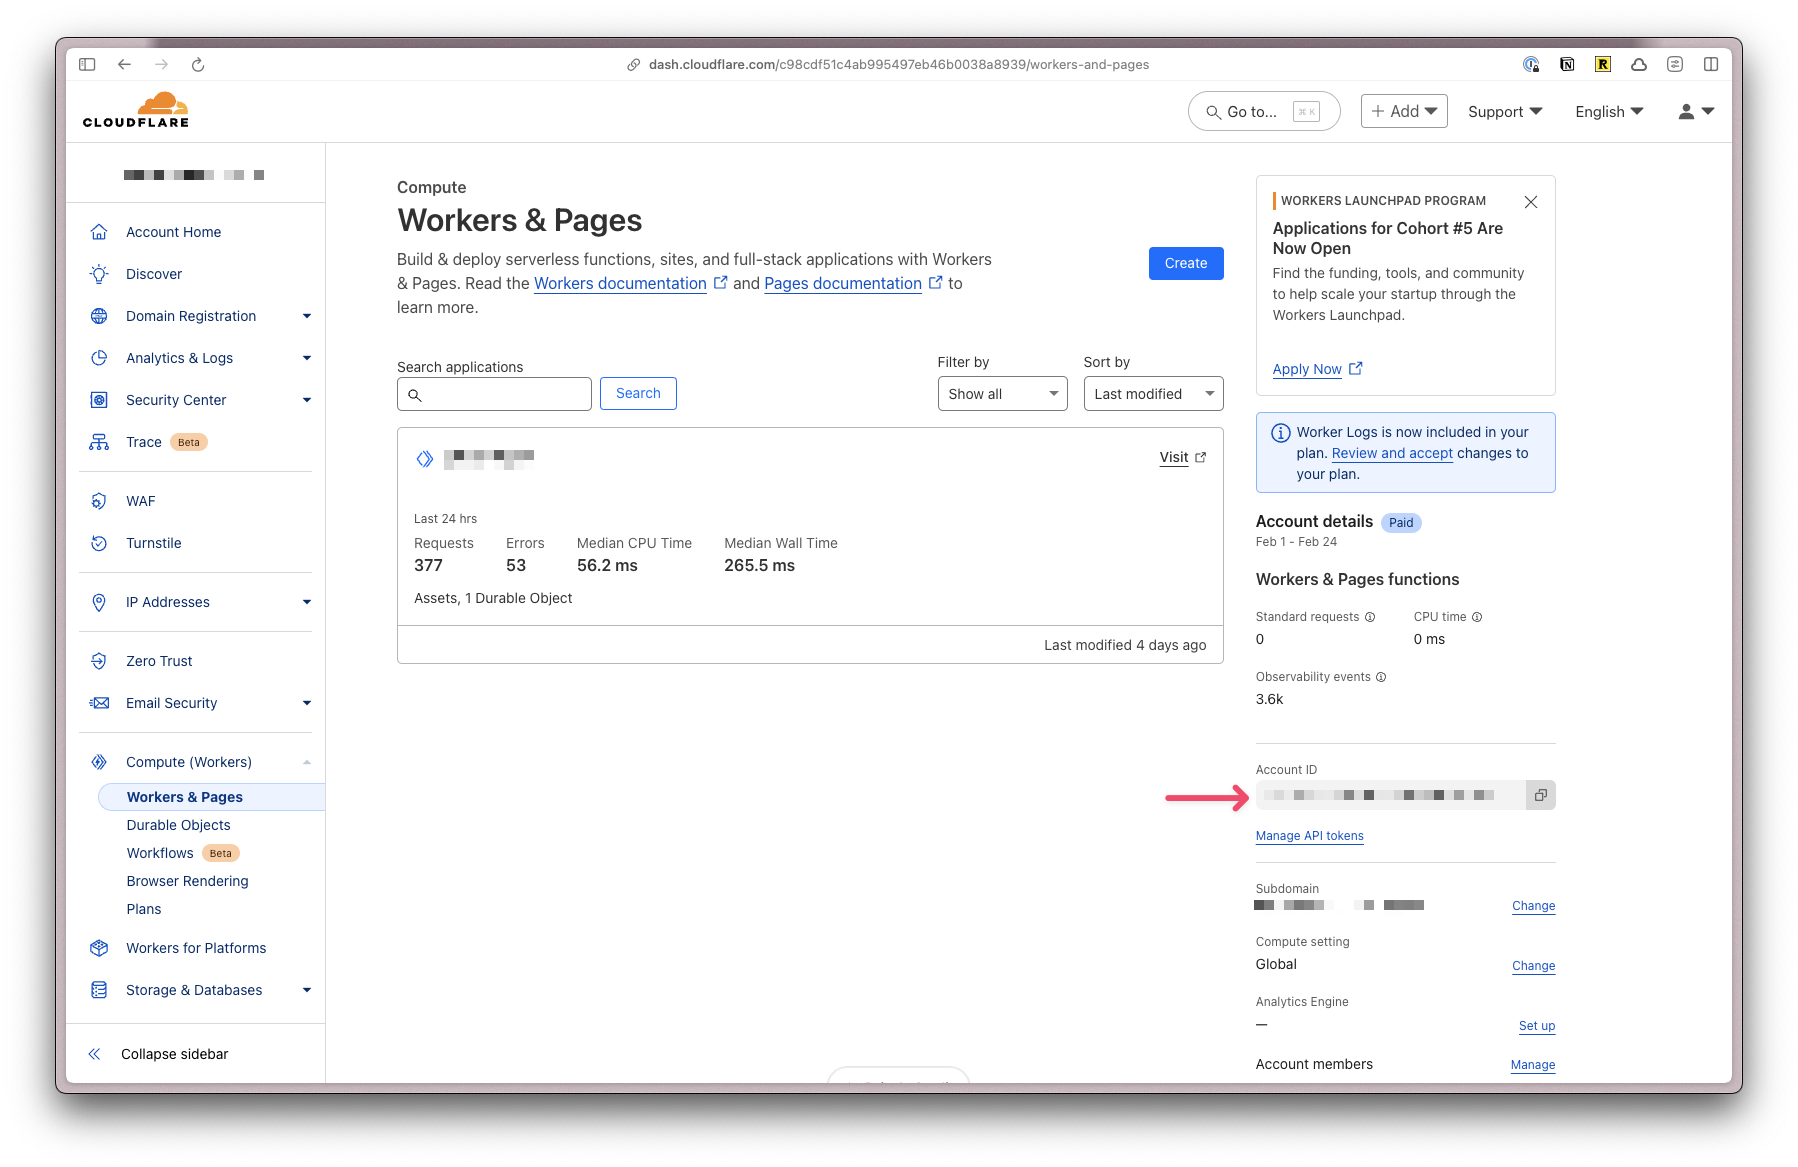 dash.cloudflare.com/c98cdf51c4ab995497eb46b0038a8939/workers-and-pages
CLOUDFLARE
Go to... ⌘ K
+ Add
Support
English
Account Home
Discover
Domain Registration
Analytics & Logs
Security Center
Trace Beta
WAF
Turnstile
IP Addresses
Zero Trust
Email Security
Compute (Workers)
Workers & Pages
Durable Objects
Workflows Beta
Browser Rendering
Plans
Workers for Platforms
Storage & Databases
Collapse sidebar
Compute
Workers & Pages
Build & deploy serverless functions, sites, and full-stack applications with Workers
& Pages. Read the Workers documentation and Pages documentation to
learn more.
Create
Search applications
Search
Filter by
Show all
Sort by
Last modified
Visit
Last 24 hrs
Requests Errors Median CPU Time Median Wall Time
377 53 56.2 ms 265.5 ms
Assets, 1 Durable Object
Last modified 4 days ago
WORKERS LAUNCHPAD PROGRAM
Applications for Cohort #5 Are
Now Open
Find the funding, tools, and community
to help scale your startup through the
Workers Launchpad.
Apply Now
Worker Logs is now included in your
plan. Review and accept changes to
your plan.
Account details Paid
Feb 1 - Feb 24
Workers & Pages functions
Standard requests CPU time
0 0 ms
Observability events
3.6k
Account ID
Manage API tokens
Subdomain
Change
Compute setting
Global Change
Analytics Engine
— Set up
Account members Manage